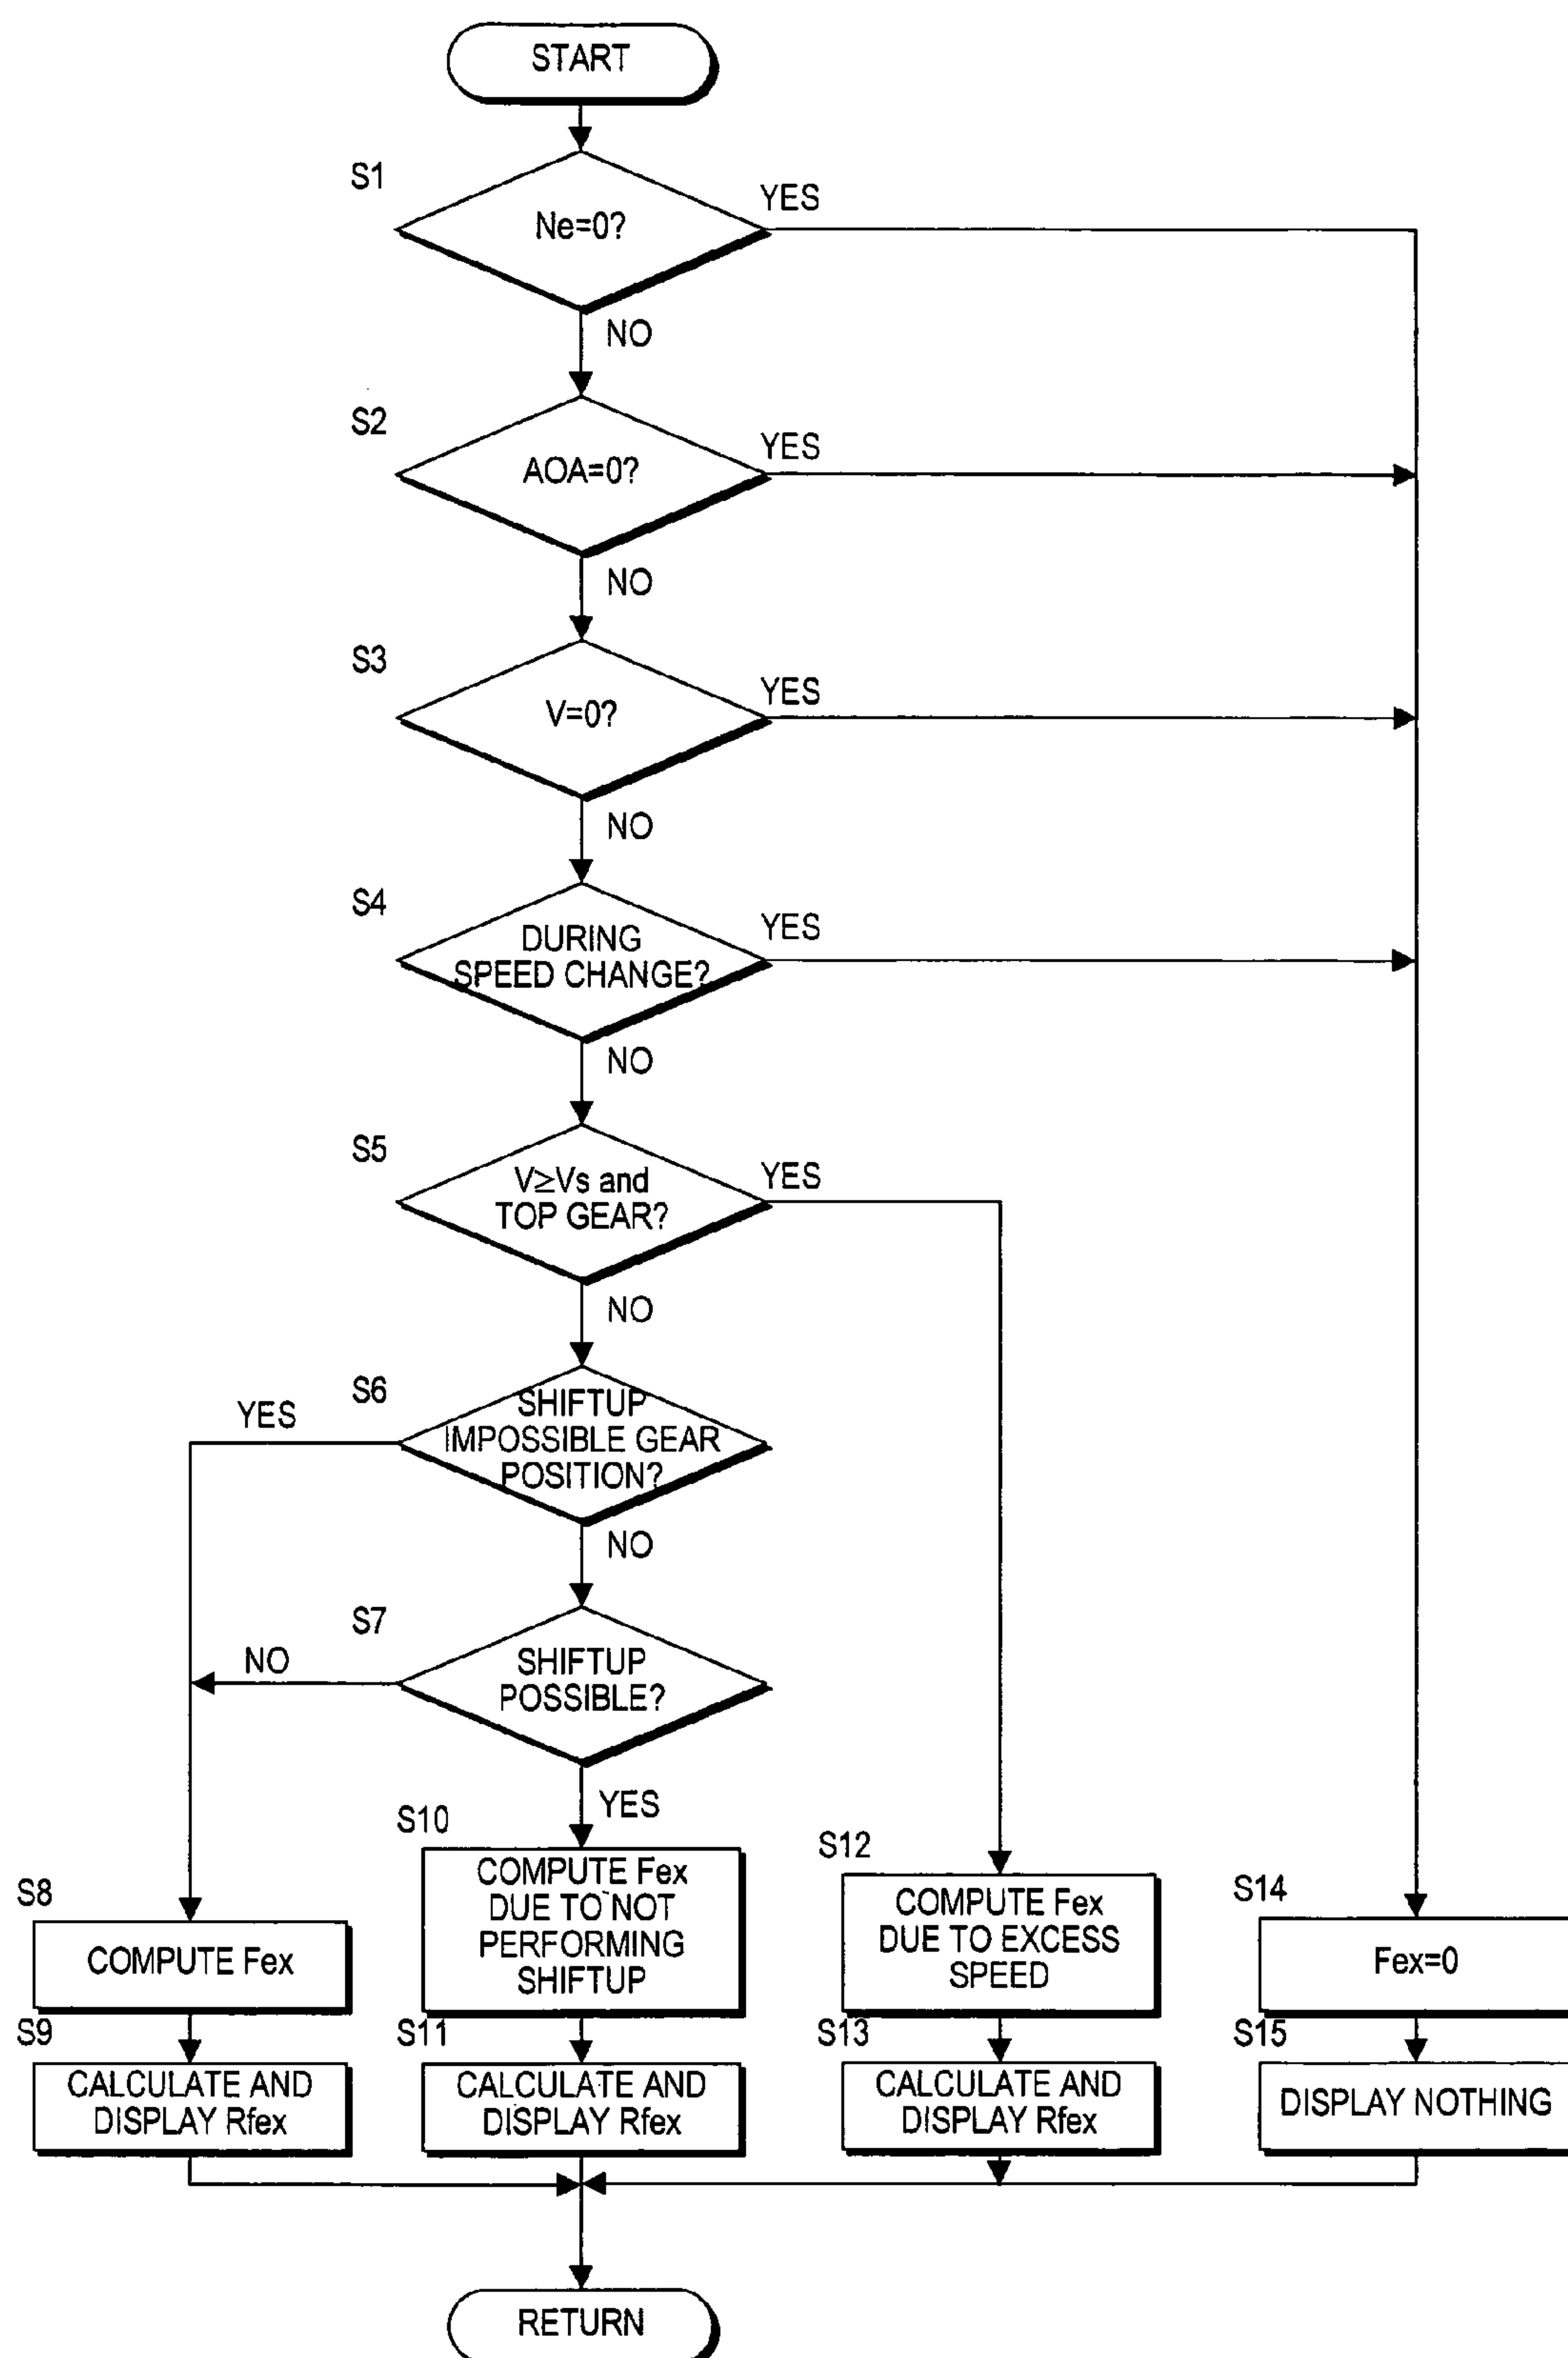 START
S1
Ne=0?
YES
NO
S2
AOA=0?
YES
NO
S3
V=0?
YES
NO
S4
DURING
SPEED CHANGE?
YES
NO
S5
V≥Vs and
TOP GEAR?
YES
NO
S6
SHIFTUP
IMPOSSIBLE GEAR
POSITION?
YES
NO
S7
SHIFTUP
POSSIBLE?
NO
YES
S8
COMPUTE Fex
S9
CALCULATE AND
DISPLAY Rfex
S10
COMPUTE Fex
DUE TO NOT
PERFORMING
SHIFTUP
S11
CALCULATE AND
DISPLAY Rfex
S12
COMPUTE Fex
DUE TO EXCESS
SPEED
S13
CALCULATE AND
DISPLAY Rfex
S14
Fex=0
S15
DISPLAY NOTHING
RETURN